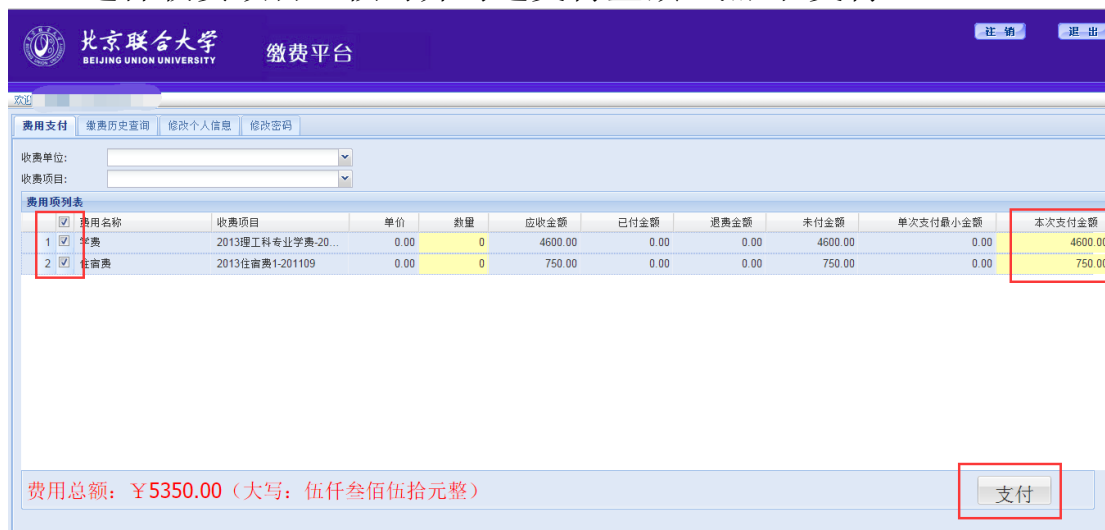 北京联合大学 缴费平台 注 销 退 出
BEIJING UNION UNIVERSITY
欢迎
费用支付 缴费历史查询 修改个人信息 修改密码
收费单位:
收费项目:
费用项列表
费用名称 收费项目 单价 数量 应收金额 已付金额 退费金额 未付金额 单次支付最小金额 本次支付金额
1 学费 2013理工科专业学费-20... 0.00 0 4600.00 0.00 0.00 4600.00 0.00 4600.00
2 住宿费 2013住宿费1-201109 0.00 0 750.00 0.00 0.00 750.00 0.00 750.00
费用总额：￥5350.00（大写：伍仟叁佰伍拾元整） 支付